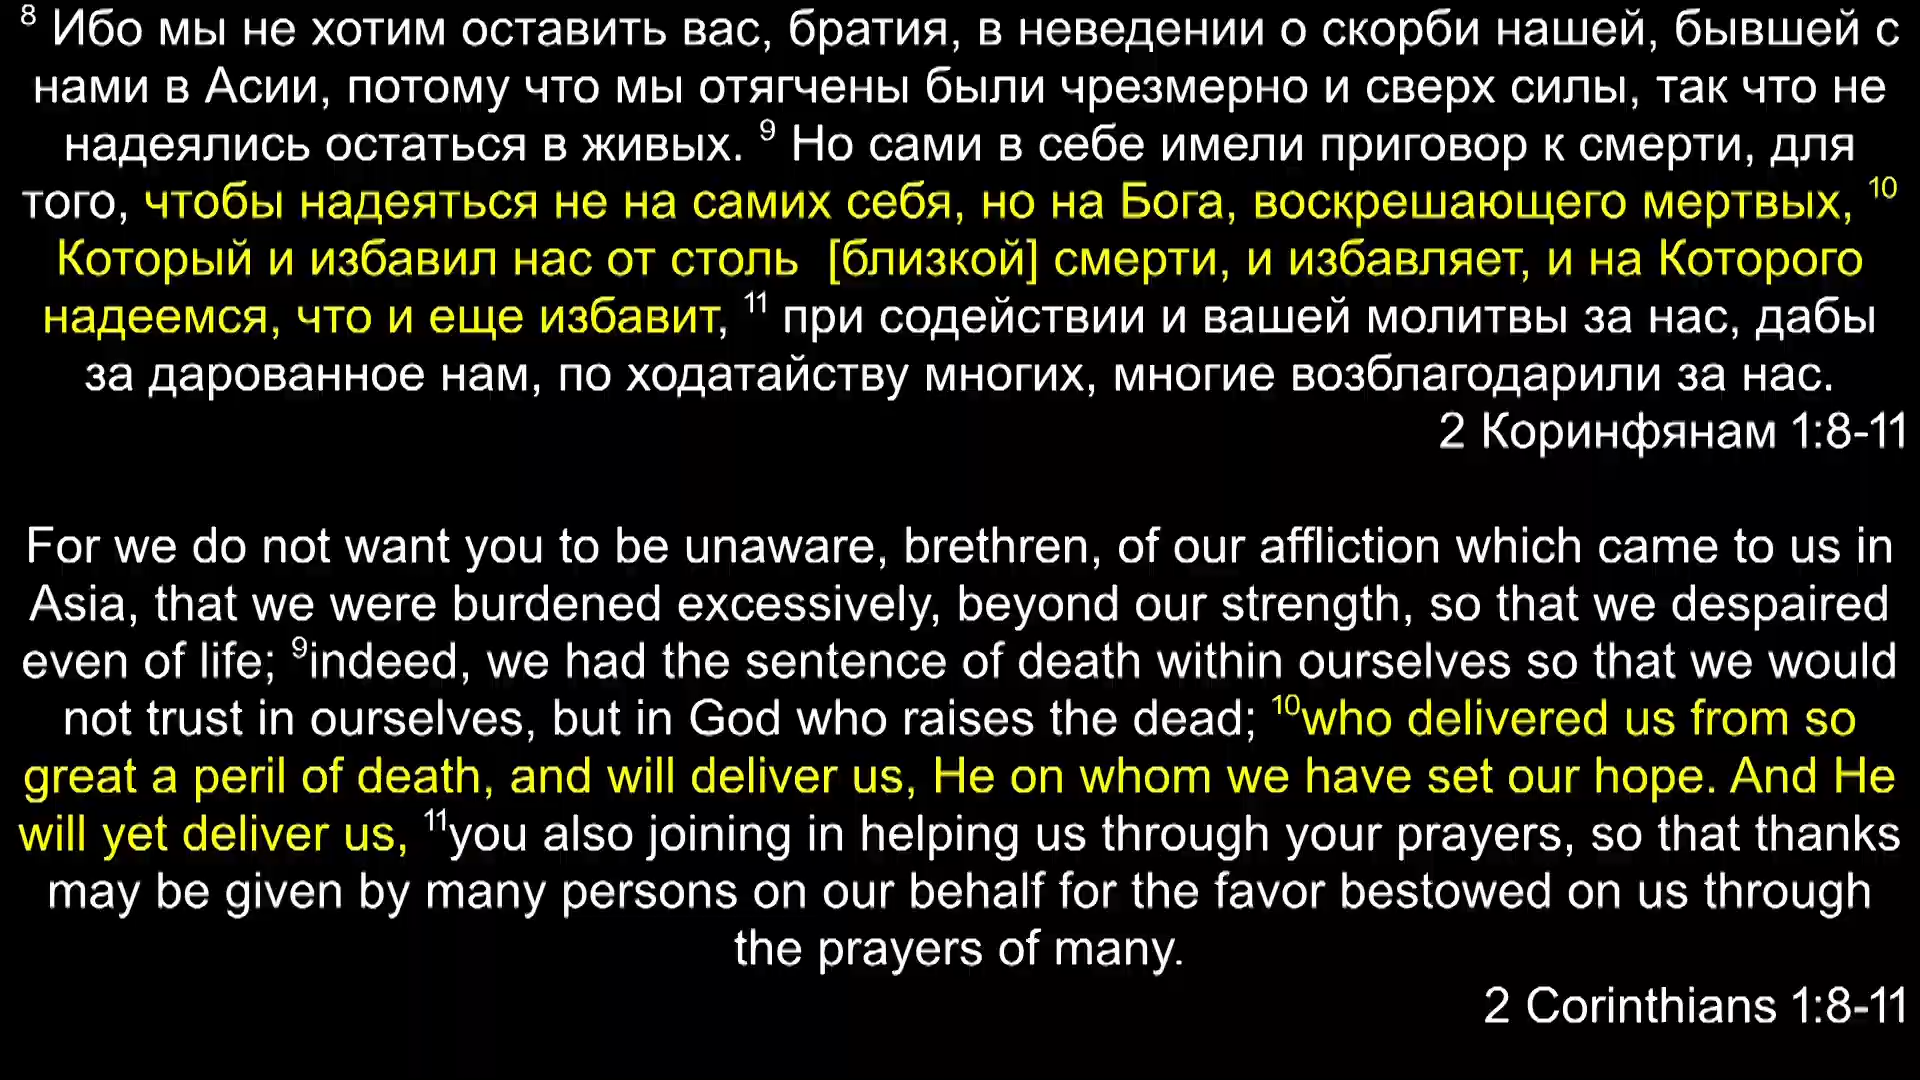 8 Ибо мы не хотим оставить вас, братия, в неведении о скорби нашей, бывшей с
нами в Асии, потому что мы отягчены были чрезмерно и сверх силы, так что не
надеялись остаться в живых. 9 Но сами в себе имели приговор к смерти, для
того, чтобы надеяться не на самих себя, но на Бога, воскрешающего мертвых, 10
Который и избавил нас от столь [близкой] смерти, и избавляет, и на Которого
надеемся, что и еще избавит, 11 при содействии и вашей молитвы за нас, дабы
за дарованное нам, по ходатайству многих, многие возблагодарили за нас.
2 Коринфянам 1:8-11
For we do not want you to be unaware, brethren, of our affliction which came to us in
Asia, that we were burdened excessively, beyond our strength, so that we despaired
even of life; 9indeed, we had the sentence of death within ourselves so that we would
not trust in ourselves, but in God who raises the dead; 10who delivered us from so
great a peril of death, and will deliver us, He on whom we have set our hope. And He
will yet deliver us, 11you also joining in helping us through your prayers, so that thanks
may be given by many persons on our behalf for the favor bestowed on us through
the prayers of many.
2 Corinthians 1:8-11